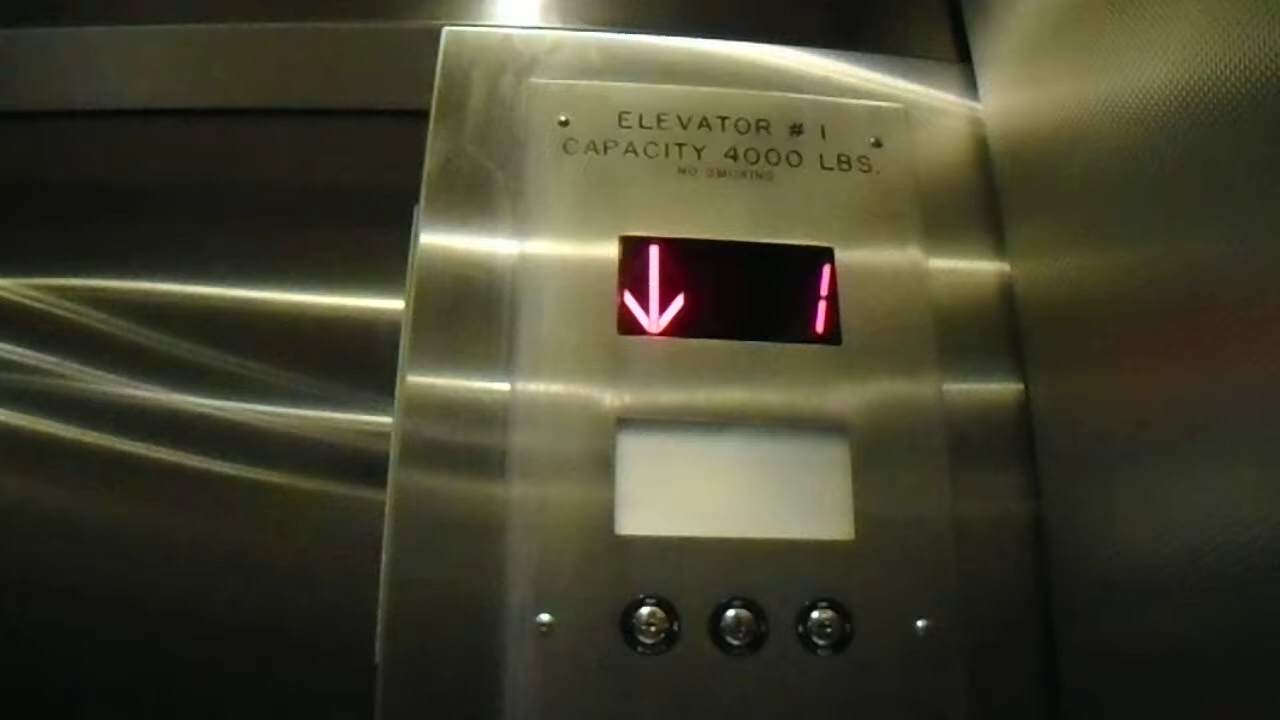 ELEVATOR # 1
CAPACITY 4000 LBS.
NO SMOKING
↓ 1